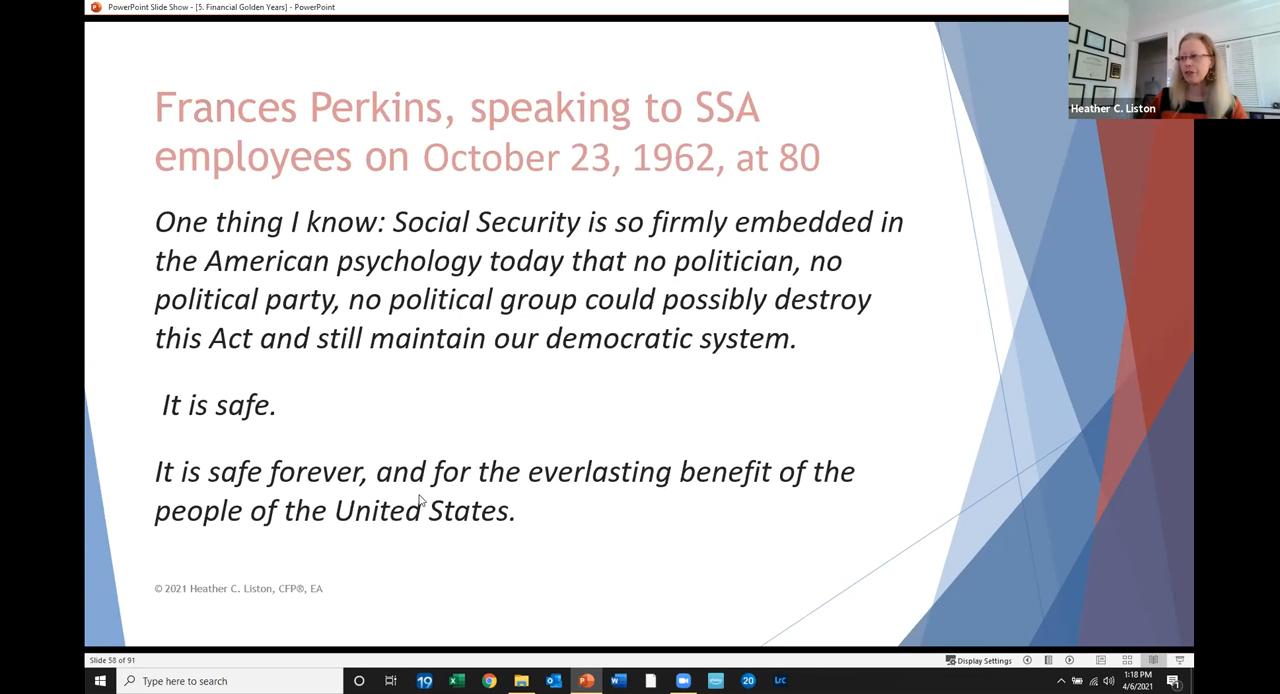 PowerPoint Slide Show - [5. Financial Golden Years] - PowerPoint
Heather C. Liston
Frances Perkins, speaking to SSA
employees on October 23, 1962, at 80
One thing I know: Social Security is so firmly embedded in
the American psychology today that no politician, no
political party, no political group could possibly destroy
this Act and still maintain our democratic system.
It is safe.
It is safe forever, and for the everlasting benefit of the
people of the United States.
© 2021 Heather C. Liston, CFP®, EA
Slide 58 of 91
Display Settings
Type here to search
19
20
Lrc
1:18 PM
4/6/2021
1